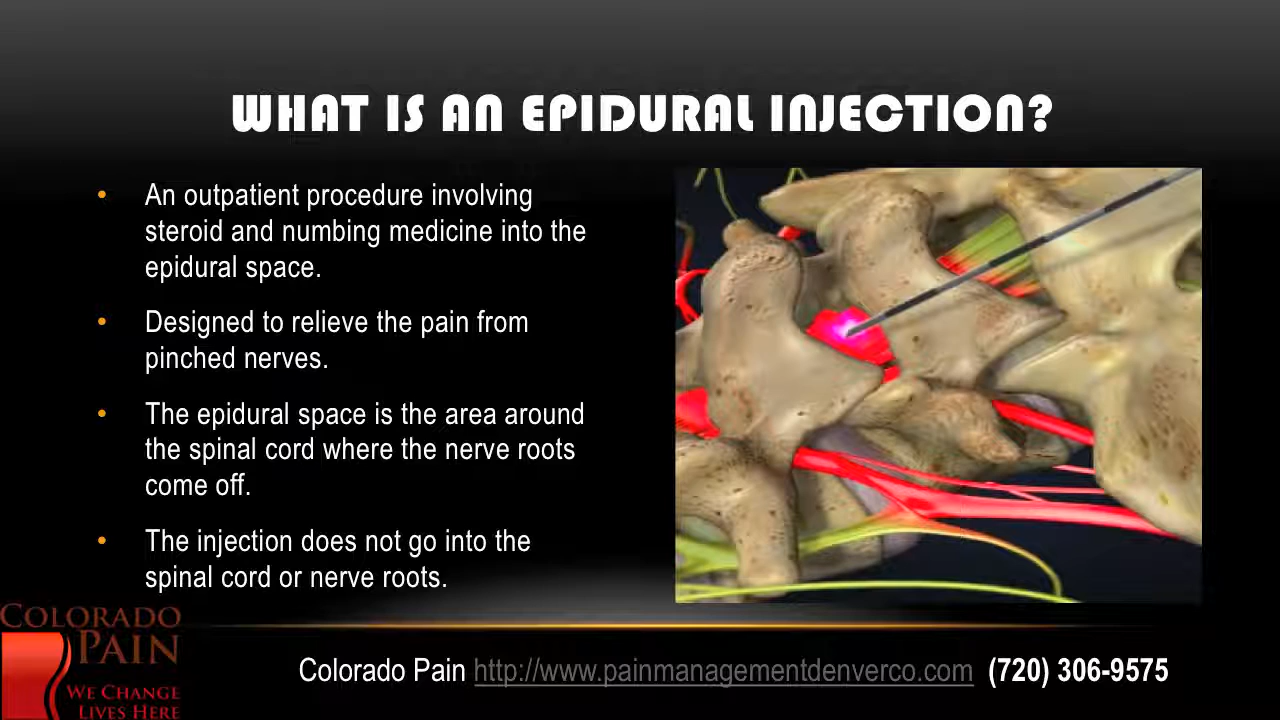 WHAT IS AN EPIDURAL INJECTION?
• An outpatient procedure involving
steroid and numbing medicine into the
epidural space.
• Designed to relieve the pain from
pinched nerves.
• The epidural space is the area around
the spinal cord where the nerve roots
come off.
• The injection does not go into the
spinal cord or nerve roots.
COLORADO
PAIN
WE CHANGE
LIVES HERE
Colorado Pain http://www.painmanagementdenverco.com (720) 306-9575